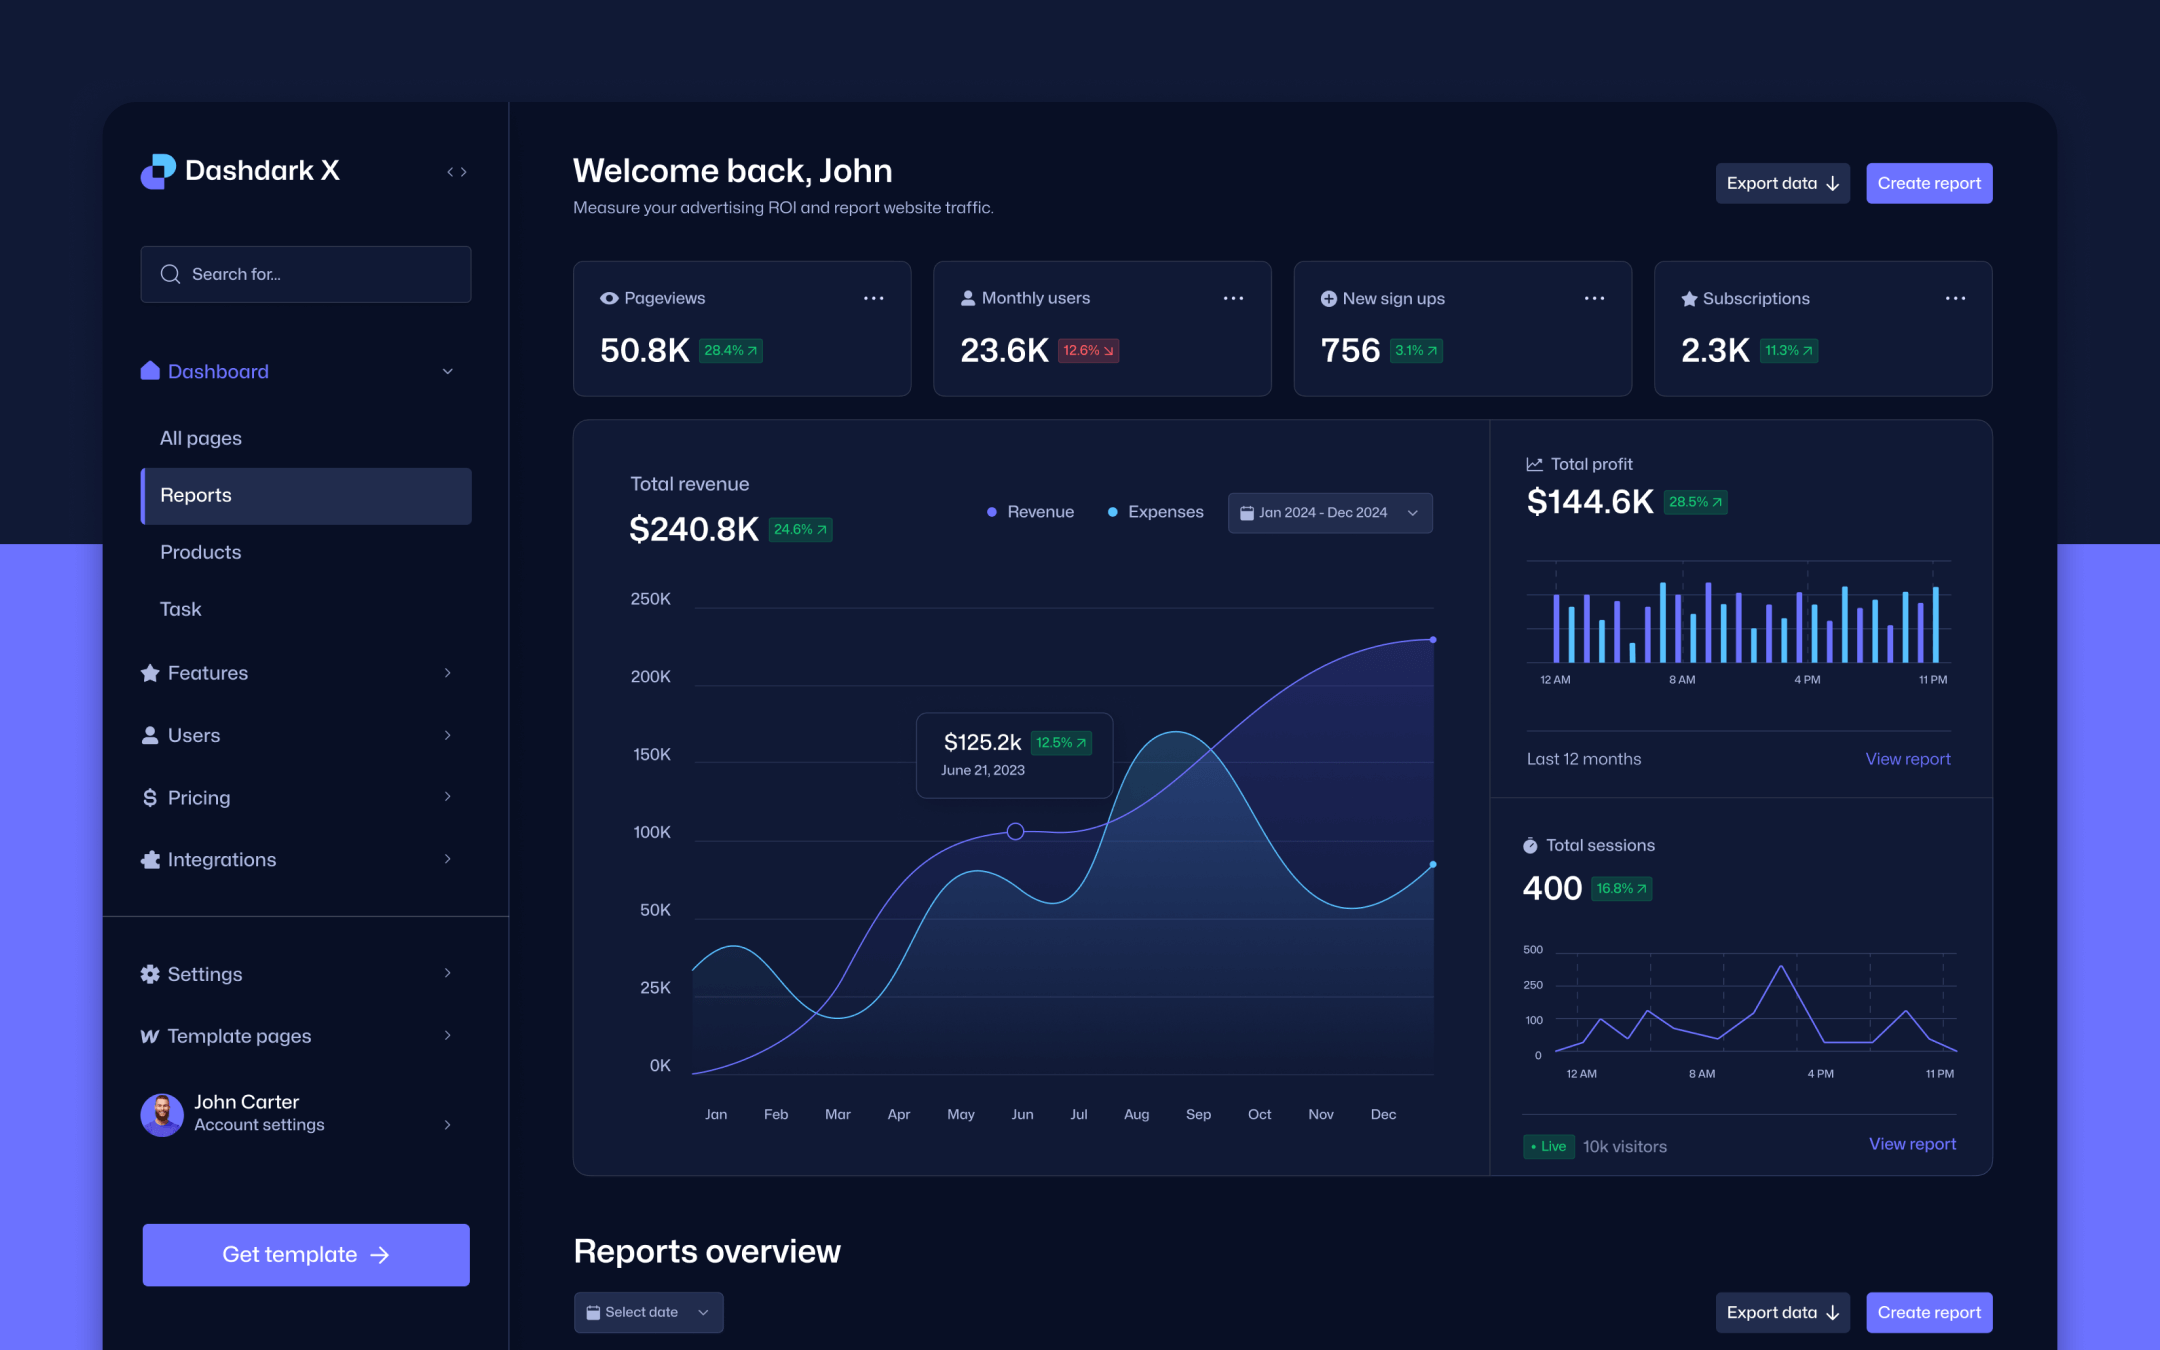 Dashdark X
Search for...
Dashboard
All pages
Reports
Products
Task
Features
Users
$ Pricing
Integrations
Settings
Template pages
John Carter
Account settings
Get template →
Welcome back, John
Measure your advertising ROI and report website traffic.
Export data ↓
Create report
Pageviews
50.8K 28.4%
Monthly users
23.6K 12.6%
New sign ups
756 3.1%
Subscriptions
2.3K 11.3%
Total revenue
$240.8K 24.6%
Revenue
Expenses
Jan 2024 - Dec 2024
250K
200K
150K
100K
50K
25K
0K
$125.2k 12.5%
June 21, 2023
Jan Feb Mar Apr May Jun Jul Aug Sep Oct Nov Dec
Total profit
$144.6K 28.5%
12 AM 8 AM 4 PM 11 PM
Last 12 months
View report
Total sessions
400 16.8%
500
250
100
0
12 AM 8 AM 4 PM 11 PM
• Live 10k visitors
View report
Reports overview
Select date
Export data ↓
Create report